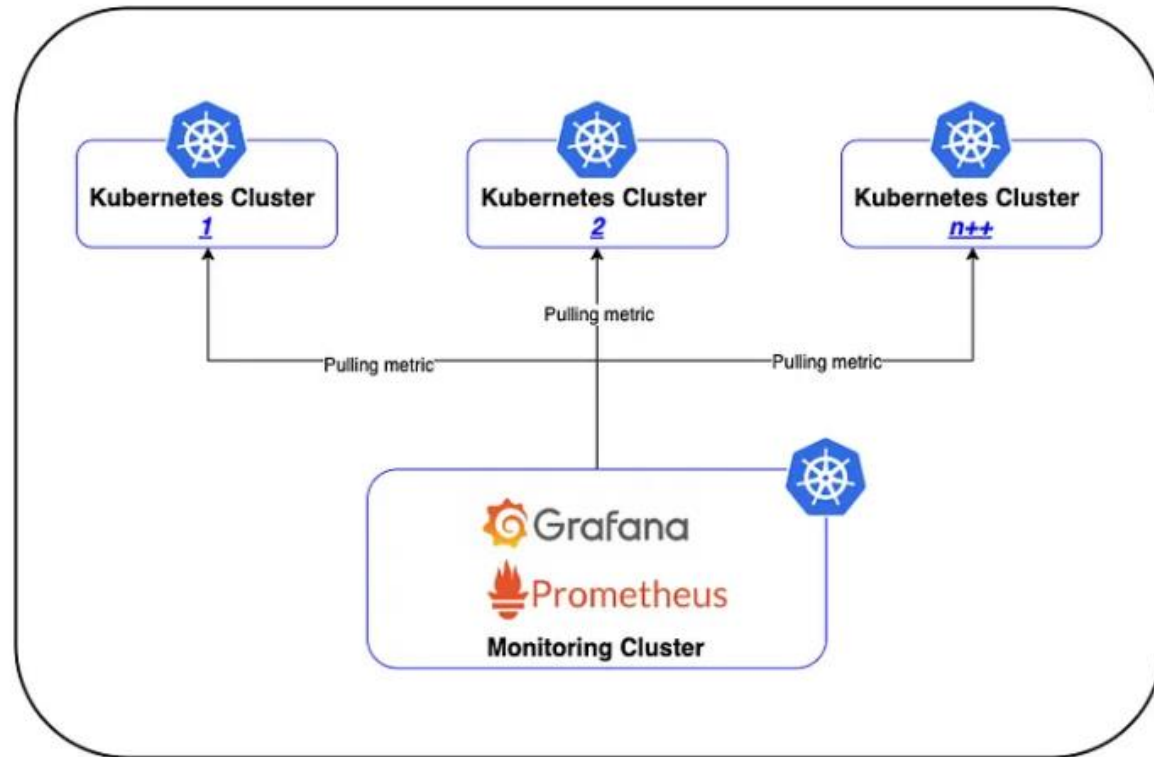 Kubernetes Cluster
1
Kubernetes Cluster
2
Kubernetes Cluster
n++
Pulling metric
Pulling metric
Pulling metric
Grafana
Prometheus
Monitoring Cluster